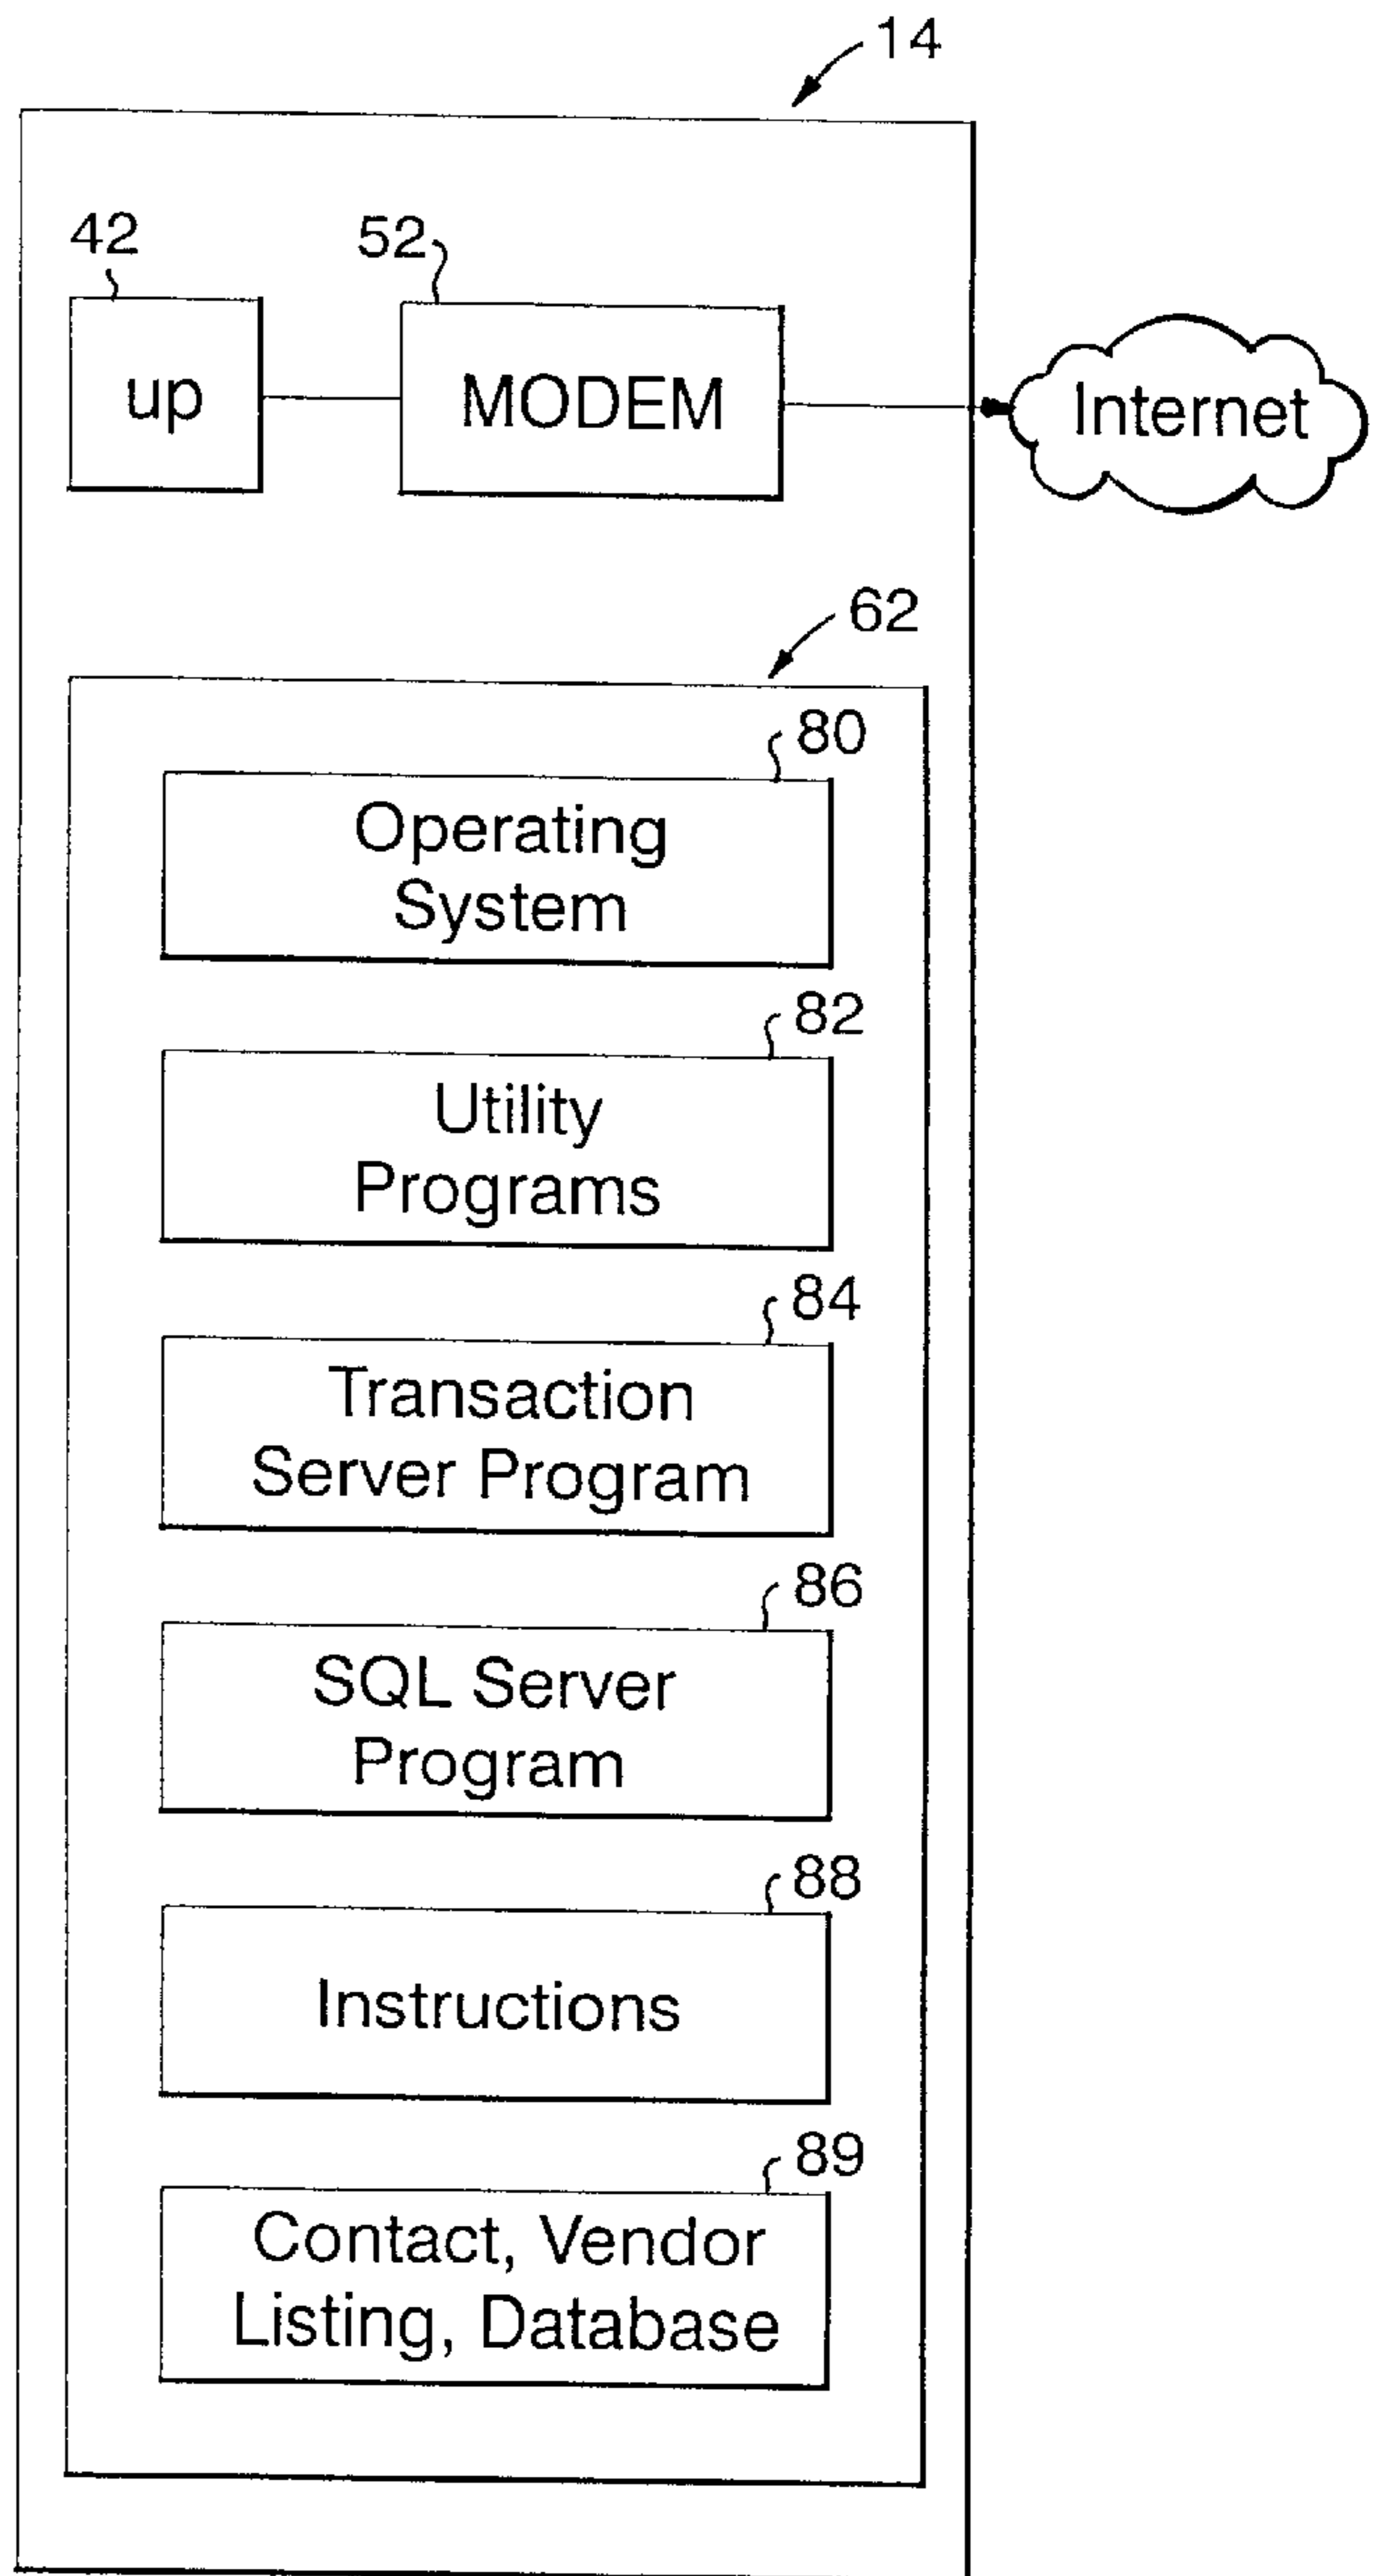 14
42
52
up
MODEM
Internet
62
80
Operating
System
82
Utility
Programs
84
Transaction
Server Program
86
SQL Server
Program
88
Instructions
89
Contact, Vendor
Listing, Database